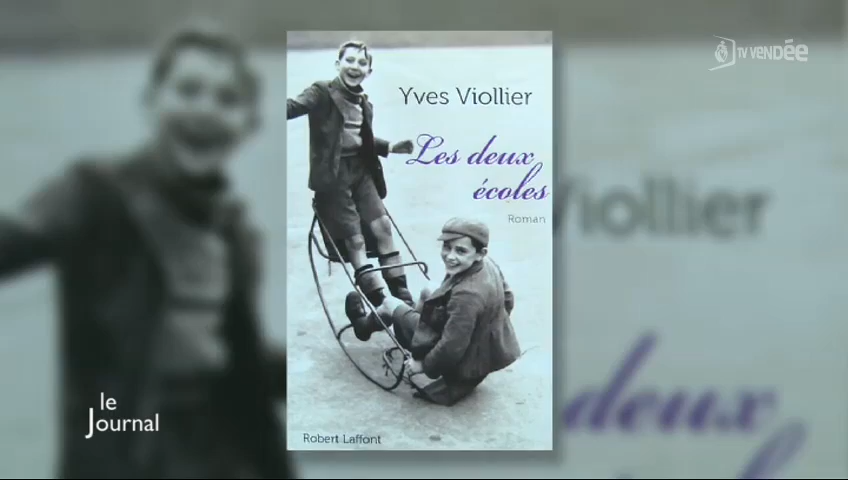 TV VENDÉE
Yves Viollier
Les deux
écoles
Roman
Robert Laffont
Viollier
deux
le
Journal